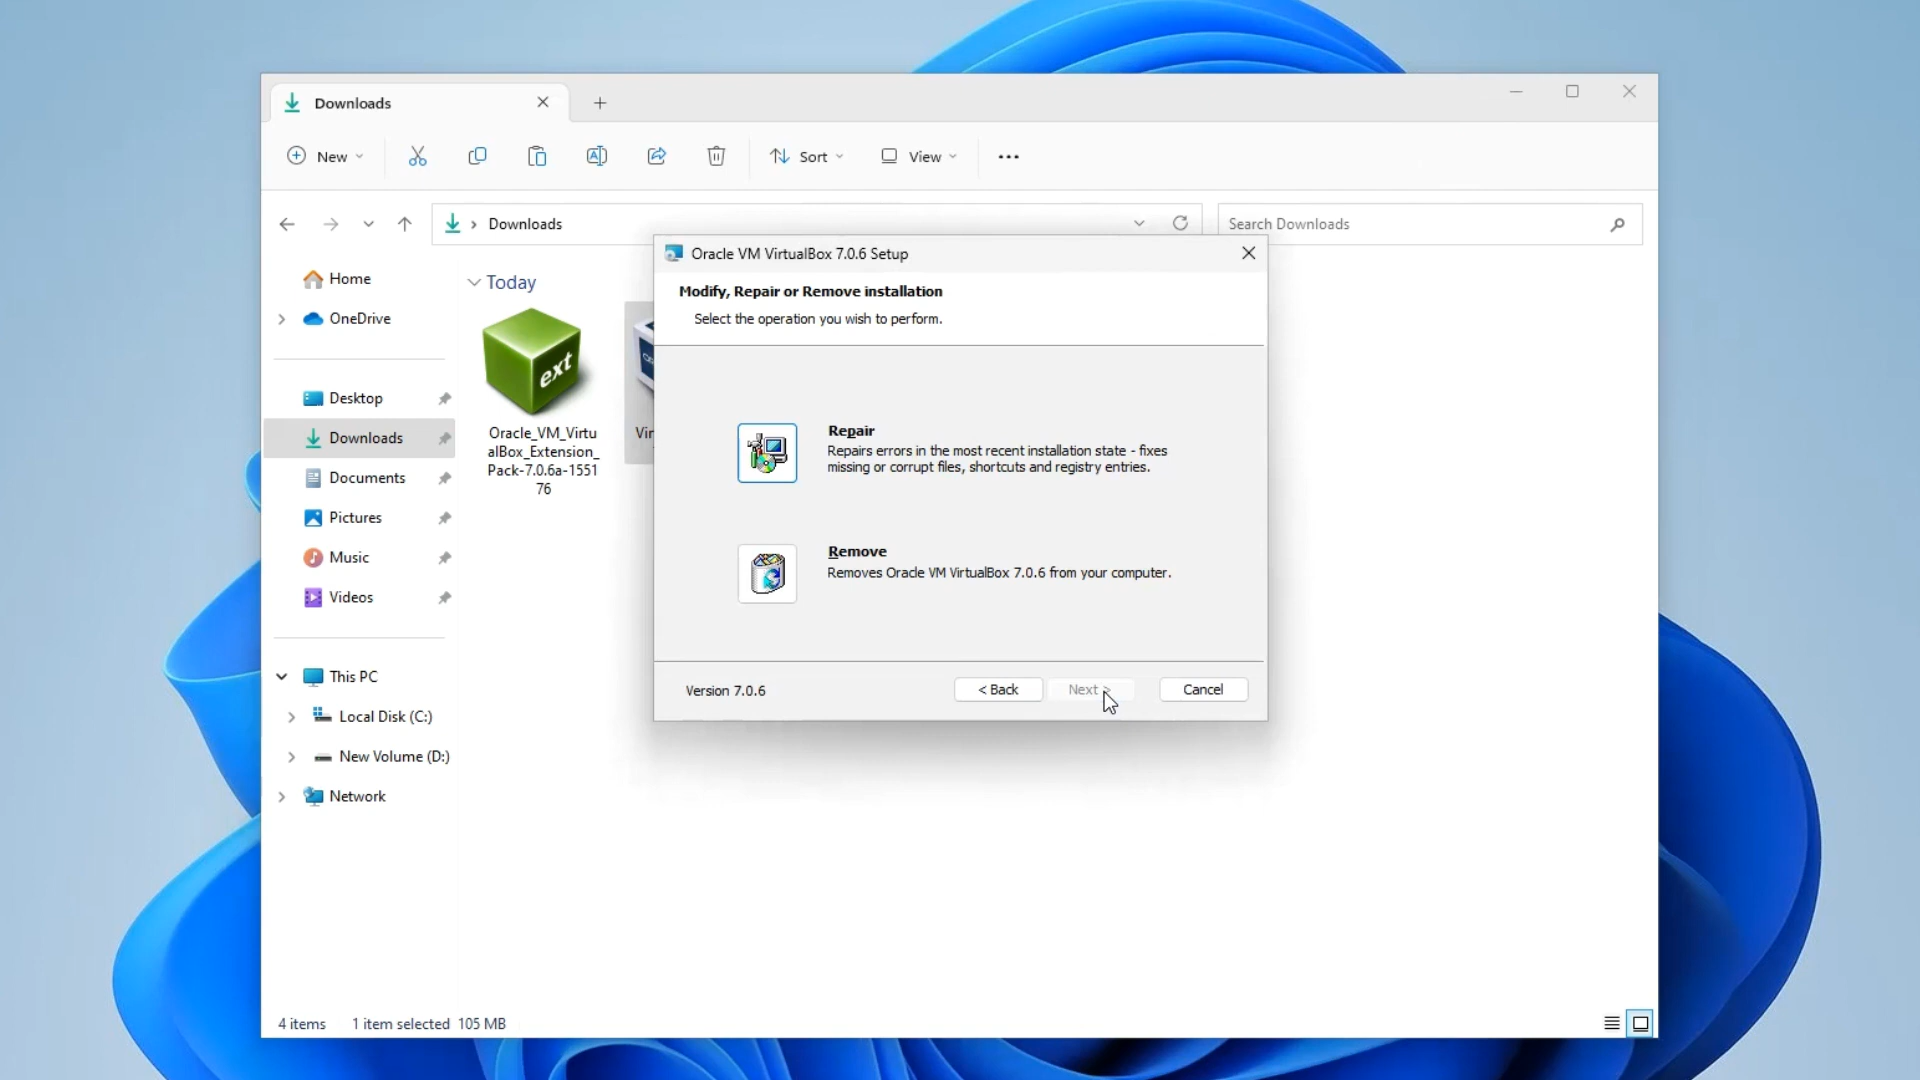 Downloads
New
Sort
View
Downloads
Search Downloads
Oracle VM VirtualBox 7.0.6 Setup
Modify, Repair or Remove installation
Select the operation you wish to perform.
Repair
Repairs errors in the most recent installation state - fixes
missing or corrupt files, shortcuts and registry entries.
Remove
Removes Oracle VM VirtualBox 7.0.6 from your computer.
Version 7.0.6
< Back
Next >
Cancel
Home
OneDrive
Desktop
Downloads
Documents
Pictures
Music
Videos
This PC
Local Disk (C:)
New Volume (D:)
Network
Today
ext
Oracle_VM_Virtu
alBox_Extension_
Pack-7.0.6a-1551
76
4 items
1 item selected 105 MB